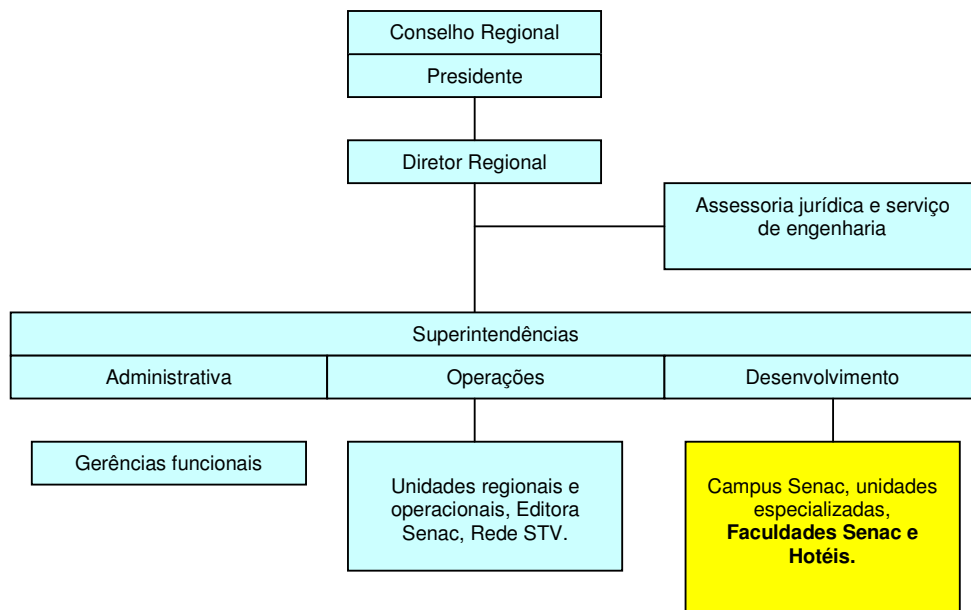 Conselho Regional
Presidente
Diretor Regional
Assessoria jurídica e serviço
de engenharia
Superintendências
Administrativa
Operações
Desenvolvimento
Gerências funcionais
Unidades regionais e
operacionais, Editora
Senac, Rede STV.
Campus Senac, unidades
especializadas,
Faculdades Senac e
Hotéis.